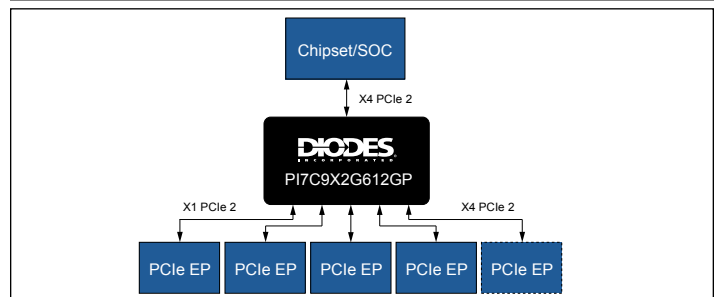 Chipset/SOC
X4 PCIe 2
DIODES
INCORPORATED
PI7C9X2G612GP
X1 PCIe 2
X4 PCIe 2
PCIe EP
PCIe EP
PCIe EP
PCIe EP
PCIe EP